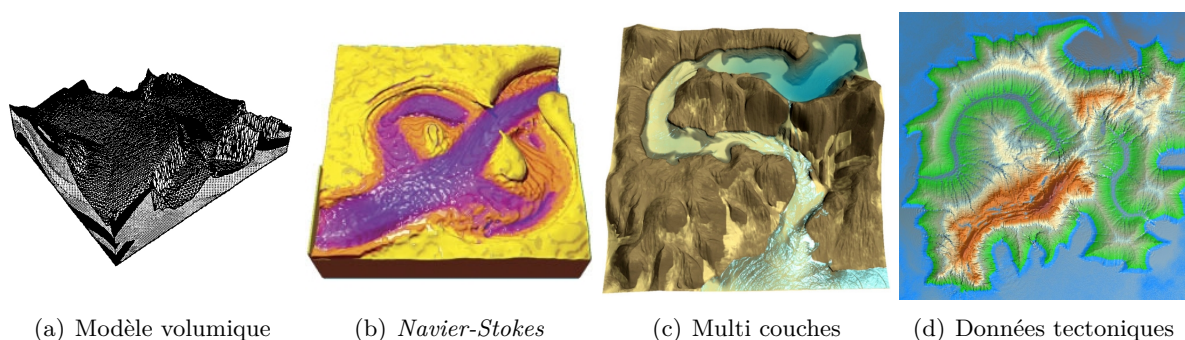 (a) Modèle volumique
(b) Navier-Stokes
(c) Multi couches
(d) Données tectoniques